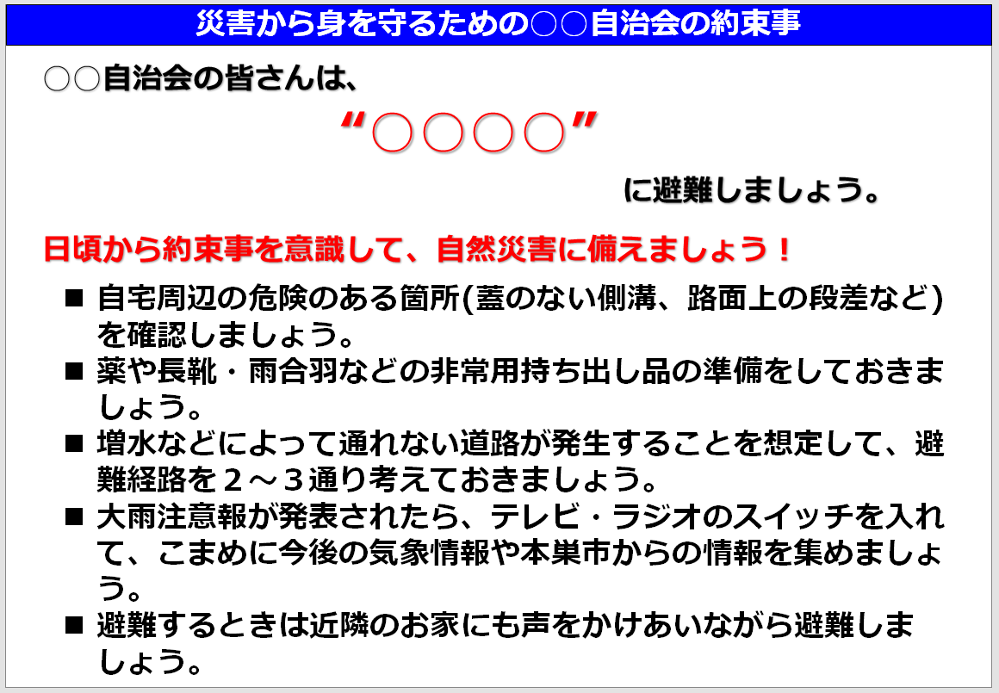 災害から身を守るための○○自治会の約束事
○○自治会の皆さんは、
“○○○○”
に避難しましょう。
日頃から約束事を意識して、自然災害に備えましょう！
■ 自宅周辺の危険のある箇所(蓋のない側溝、路面上の段差など)
を確認しましょう。
■ 薬や長靴・雨合羽などの非常用持ち出し品の準備をしておきま
しょう。
■ 増水などによって通れない道路が発生することを想定して、避
難経路を２～３通り考えておきましょう。
■ 大雨注意報が発表されたら、テレビ・ラジオのスイッチを入れ
て、こまめに今後の気象情報や本巣市からの情報を集めましょ
う。
■ 避難するときは近隣のお家にも声をかけあいながら避難しま
しょう。